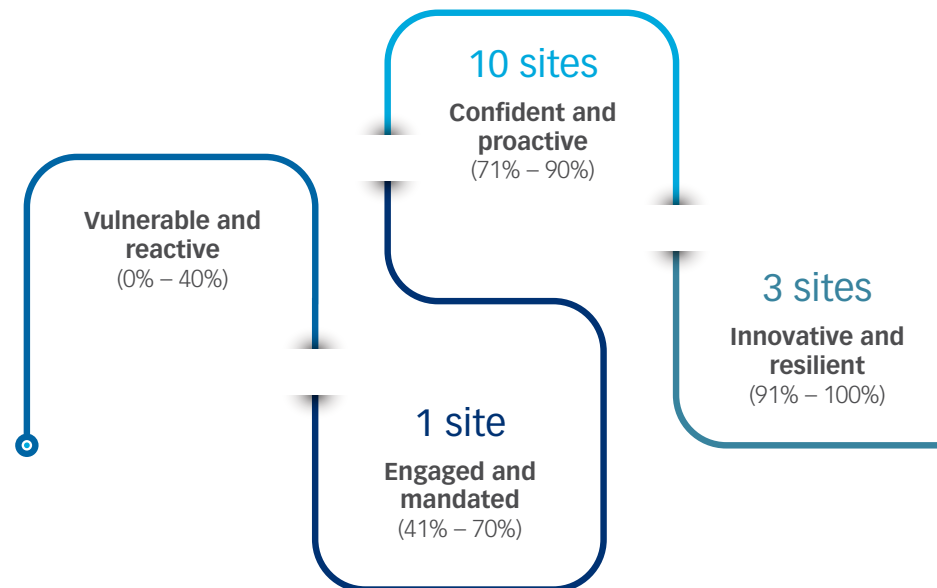 Vulnerable and
reactive
(0% – 40%)
1 site
Engaged and
mandated
(41% – 70%)
10 sites
Confident and
proactive
(71% – 90%)
3 sites
Innovative and
resilient
(91% – 100%)